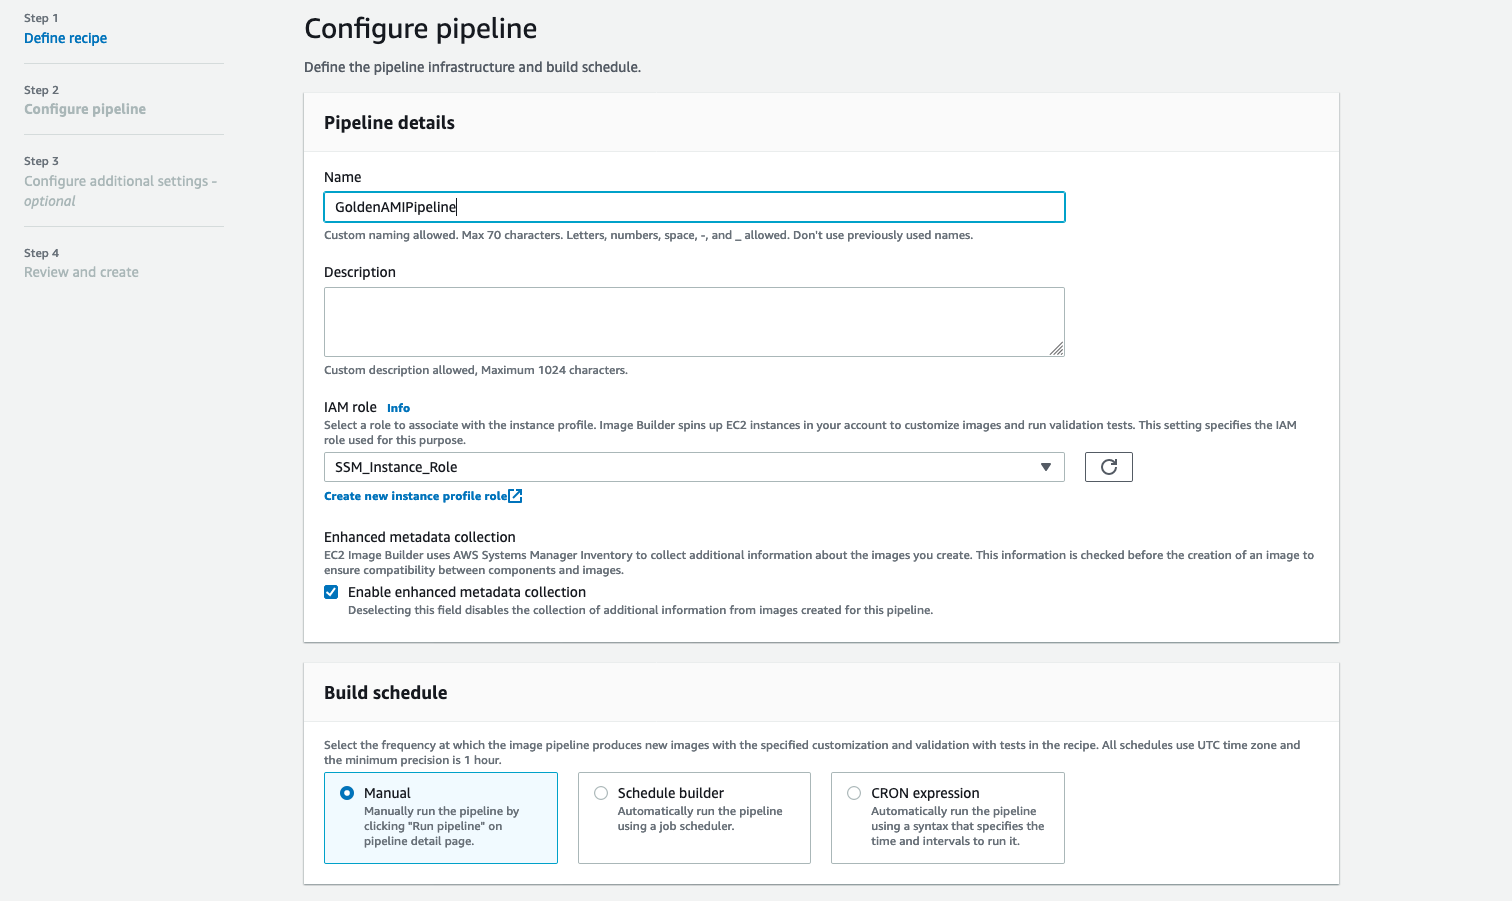 Step 1
Define recipe
Step 2
Configure pipeline
Step 3
Configure additional settings -
optional
Step 4
Review and create
Configure pipeline
Define the pipeline infrastructure and build schedule.
Pipeline details
Name
GoldenAMIPipeline
Custom naming allowed. Max 70 characters. Letters, numbers, space, -, and _ allowed. Don't use previously used names.
Description
Custom description allowed, Maximum 1024 characters.
IAM role Info
Select a role to associate with the instance profile. Image Builder spins up EC2 instances in your account to customize images and run validation tests. This setting specifies the IAM
role used for this purpose.
SSM_Instance_Role
Create new instance profile role
Enhanced metadata collection
EC2 Image Builder uses AWS Systems Manager Inventory to collect additional information about the images you create. This information is checked before the creation of an image to
ensure compatibility between components and images.
Enable enhanced metadata collection
Deselecting this field disables the collection of additional information from images created for this pipeline.
Build schedule
Select the frequency at which the image pipeline produces new images with the specified customization and validation with tests in the recipe. All schedules use UTC time zone and
the minimum precision is 1 hour.
Manual
Manually run the pipeline by
clicking "Run pipeline" on
pipeline detail page.
Schedule builder
Automatically run the pipeline
using a job scheduler.
CRON expression
Automatically run the pipeline
using a syntax that specifies the
time and intervals to run it.